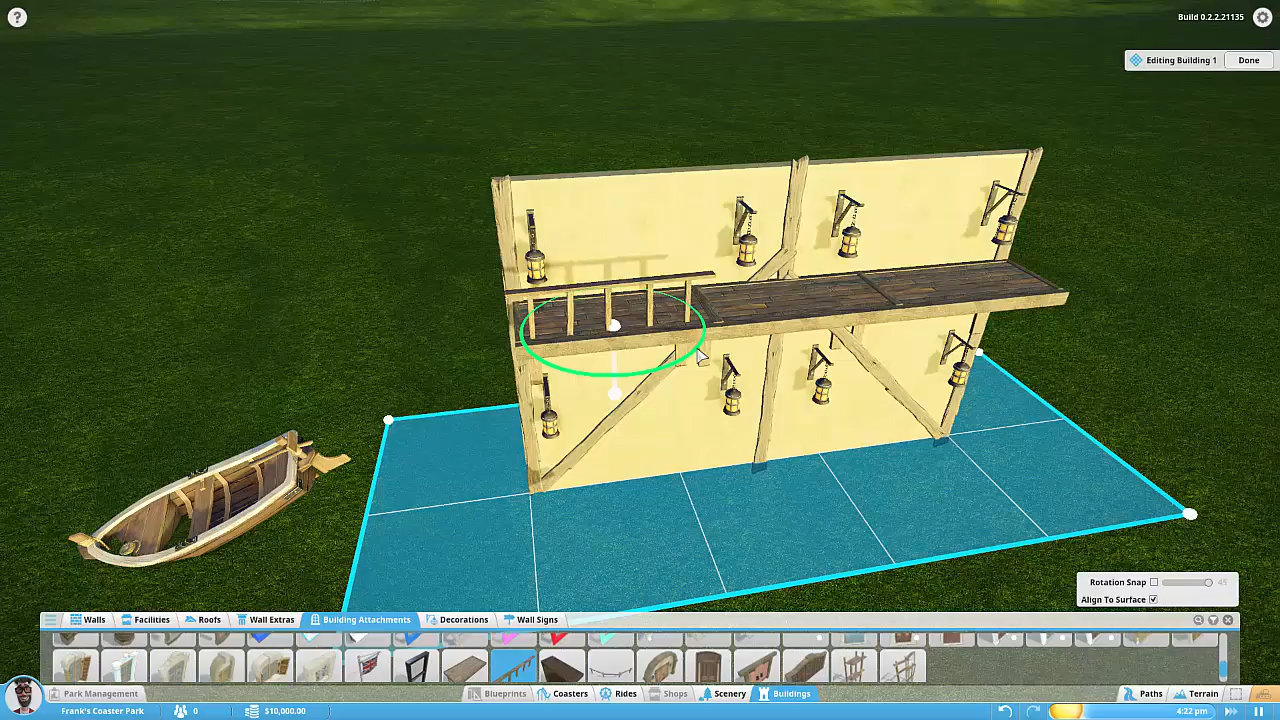 ?
Build 0.2.2.21135
Editing Building 1 Done
Rotation Snap 45
Align To Surface
Walls Facilities Roofs Wall Extras Building Attachments Decorations Wall Signs
Park Management Blueprints Coasters Rides Shops Scenery Buildings Paths Terrain
Frank's Coaster Park 0 $10,000.00 4:22 pm